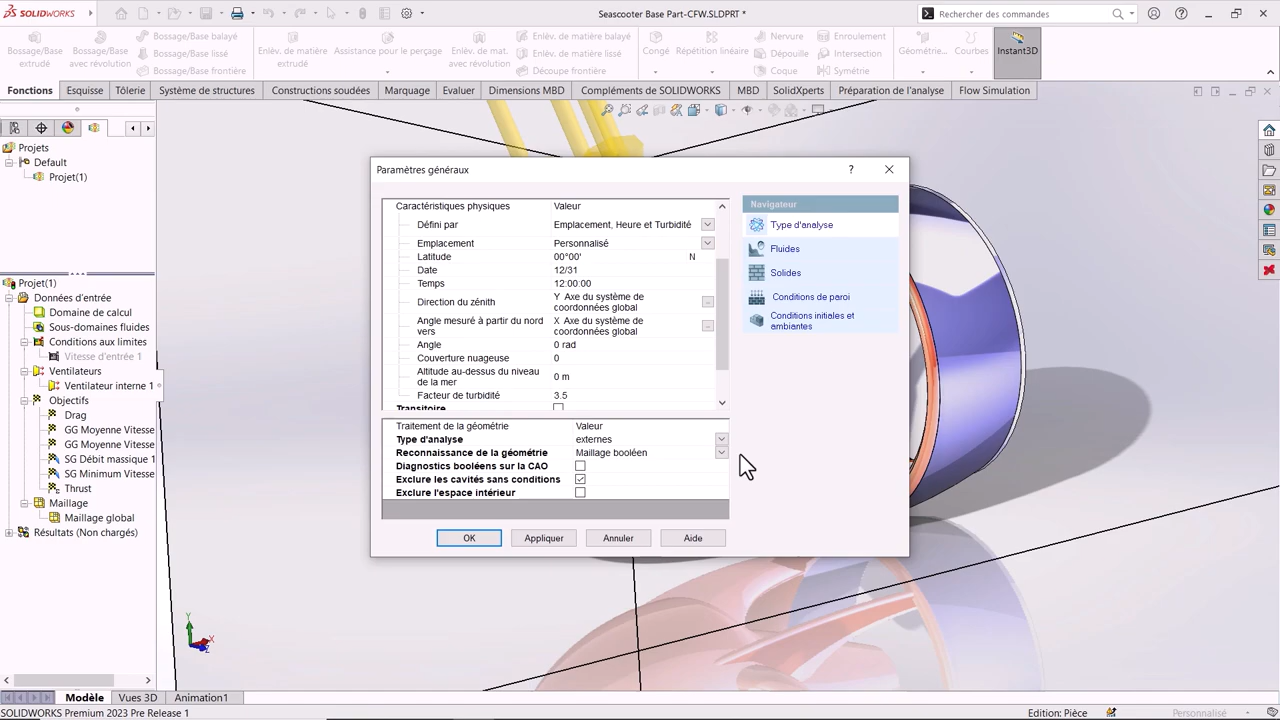 SOLIDWORKS
Seascooter Base Part-CFW.SLDPRT *
Rechercher des commandes
Bossage/Base extrudé
Bossage/Base avec révolution
Bossage/Base balayé
Bossage/Base lissé
Bossage/Base frontière
Enlèv. de matière extrudé
Assistance pour le perçage
Enlèv. de mat. avec révolution
Enlèv. de matière balayé
Enlèv. de matière lissé
Découpe frontière
Congé
Répétition linéaire
Nervure
Dépouille
Coque
Enroulement
Intersection
Symétrie
Géométrie...
Courbes
Instant3D
Fonctions
Esquisse
Tôlerie
Système de structures
Constructions soudées
Marquage
Evaluer
Dimensions MBD
Compléments de SOLIDWORKS
MBD
SolidXperts
Préparation de l'analyse
Flow Simulation
Projets
Default
Projet(1)
Projet(1)
Données d'entrée
Domaine de calcul
Sous-domaines fluides
Conditions aux limites
Vitesse d'entrée 1
Ventilateurs
Ventilateur interne 1
Objectifs
Drag
GG Moyenne Vitesse
GG Moyenne Vitesse
SG Débit massique 1
SG Minimum Vitesse
Thrust
Maillage
Maillage global
Résultats (Non chargés)
Paramètres généraux
?
Caractéristiques physiques Valeur
Défini par Emplacement, Heure et Turbidité
Emplacement Personnalisé
Latitude 00°00' N
Date 12/31
Temps 12:00:00
Direction du zénith Y Axe du système de coordonnées global
Angle mesuré à partir du nord vers X Axe du système de coordonnées global
Angle 0 rad
Couverture nuageuse 0
Altitude au-dessus du niveau de la mer 0 m
Facteur de turbidité 3.5
Transitoire
Traitement de la géométrie Valeur
Type d'analyse externes
Reconnaissance de la géométrie Maillage booléen
Diagnostics booléens sur la CAO
Exclure les cavités sans conditions
Exclure l'espace intérieur
OK
Appliquer
Annuler
Aide
Navigateur
Type d'analyse
Fluides
Solides
Conditions de paroi
Conditions initiales et ambiantes
Y
X
Z
Modèle
Vues 3D
Animation1
SOLIDWORKS Premium 2023 Pre Release 1
Edition: Pièce
Personnalisé